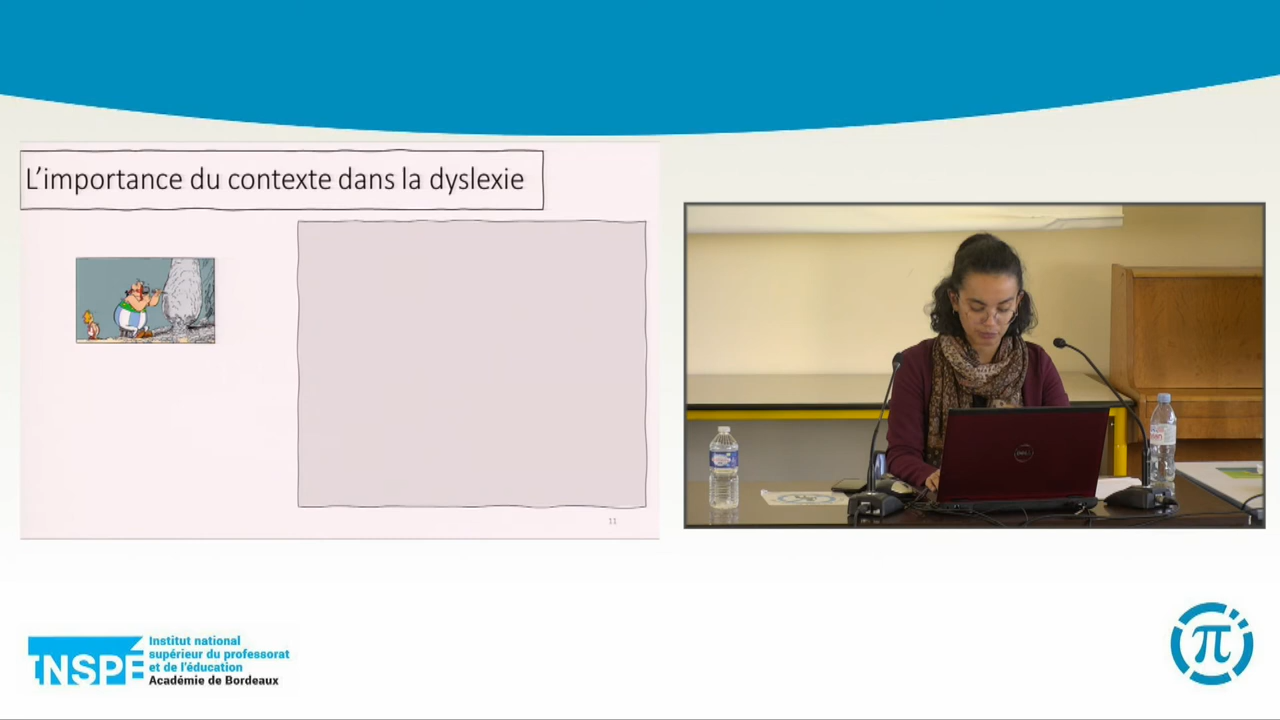 L'importance du contexte dans la dyslexie
11
DELL
INSPÉ
Institut national
supérieur du professorat
et de l'éducation
Académie de Bordeaux
π